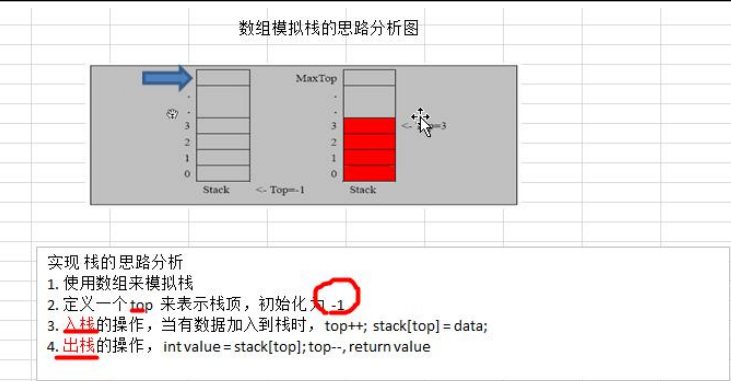 数组模拟栈的思路分析图
MaxTop
.
.
3
2
1
0
Stack
<- Top=-1
.
.
3
2
1
0
Stack
<- Top=3
实现 栈的思路分析
1. 使用数组来模拟栈
2. 定义一个 top 来表示栈顶，初始化 为 -1
3. 入栈的操作，当有数据加入到栈时，top++; stack[top] = data;
4. 出栈的操作， int value = stack[top]; top--, return value